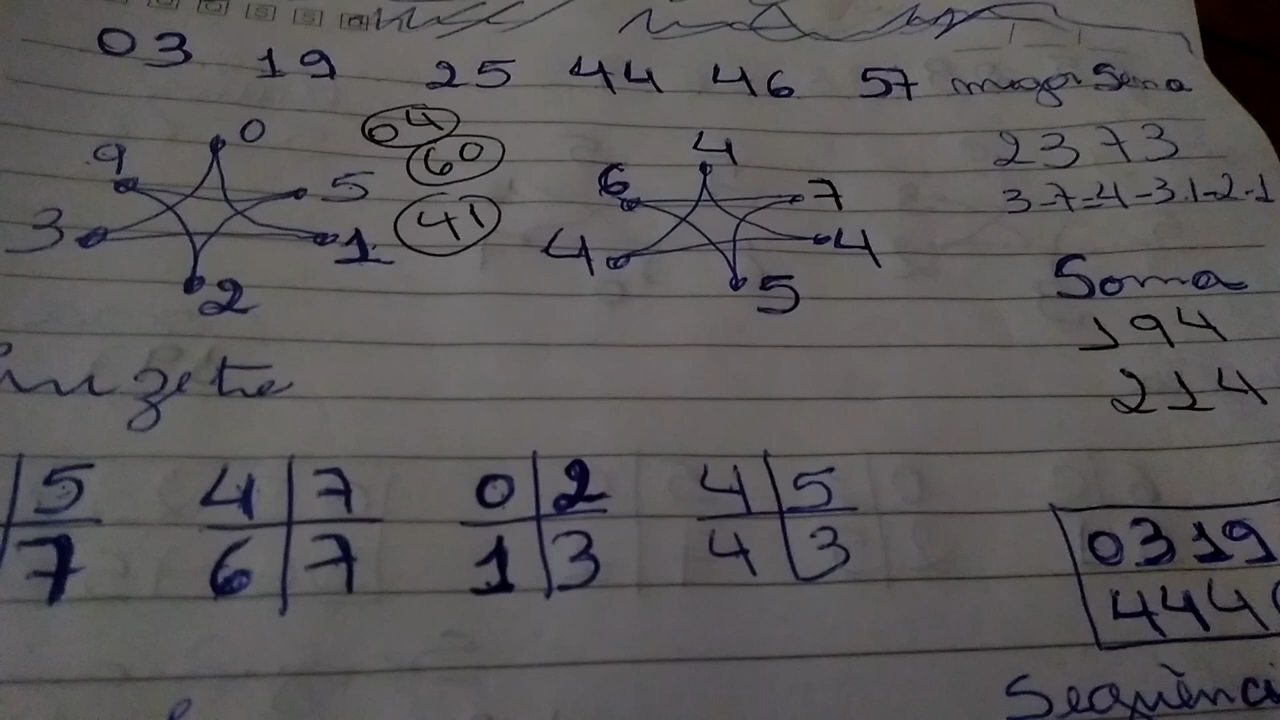 03 19 25 44 46 57 mega Sena
0 04 4 2373
9 60 6 7
5 3-7-4-3.1-2-1
3 1 41 4 4
2 5 Soma
194
214
5 4 7 0 2 4 5
7 6 7 1 3 4 3 0319
444
Sequênci